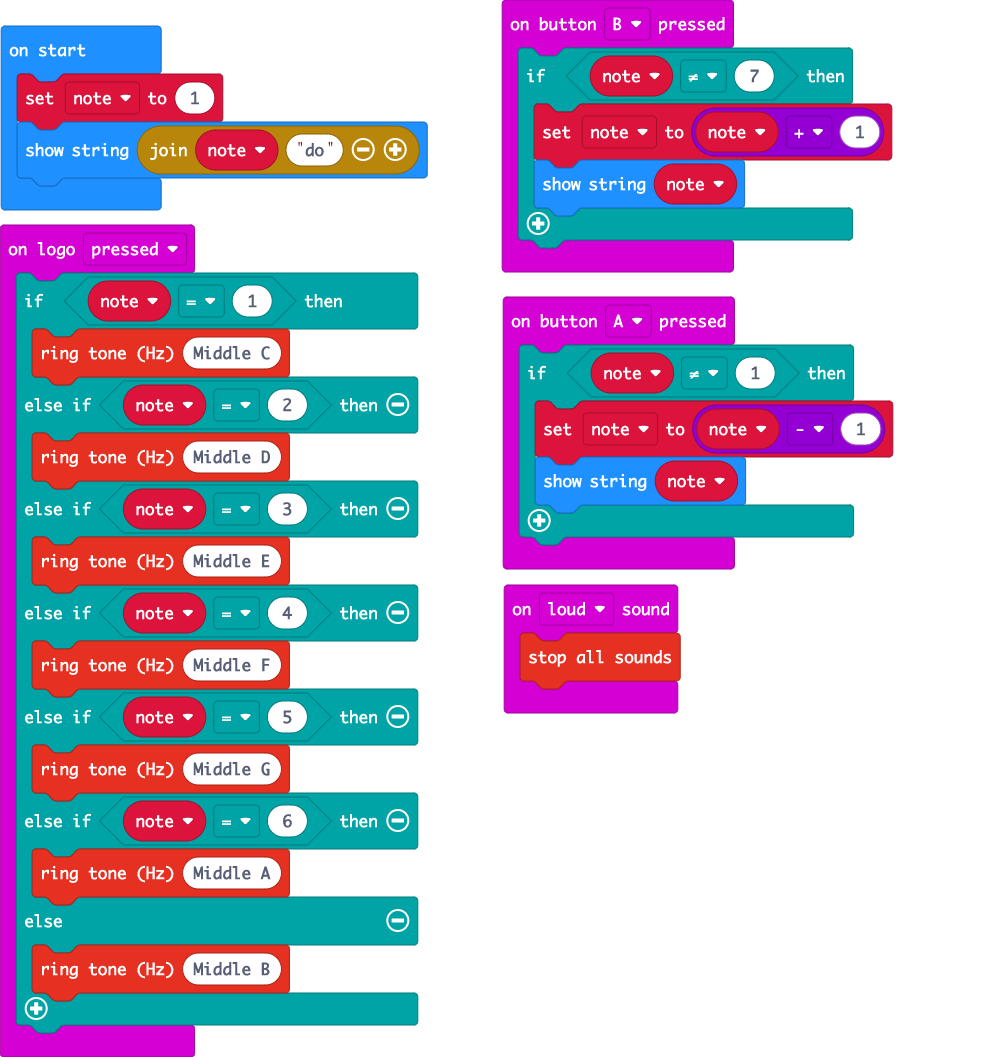 on start
set note to 1
show string join note "do"
on logo pressed
if note = 1 then
ring tone (Hz) Middle C
else if note = 2 then
ring tone (Hz) Middle D
else if note = 3 then
ring tone (Hz) Middle E
else if note = 4 then
ring tone (Hz) Middle F
else if note = 5 then
ring tone (Hz) Middle G
else if note = 6 then
ring tone (Hz) Middle A
else
ring tone (Hz) Middle B
on button B pressed
if note ≠ 7 then
set note to note + 1
show string note
on button A pressed
if note ≠ 1 then
set note to note - 1
show string note
on loud sound
stop all sounds